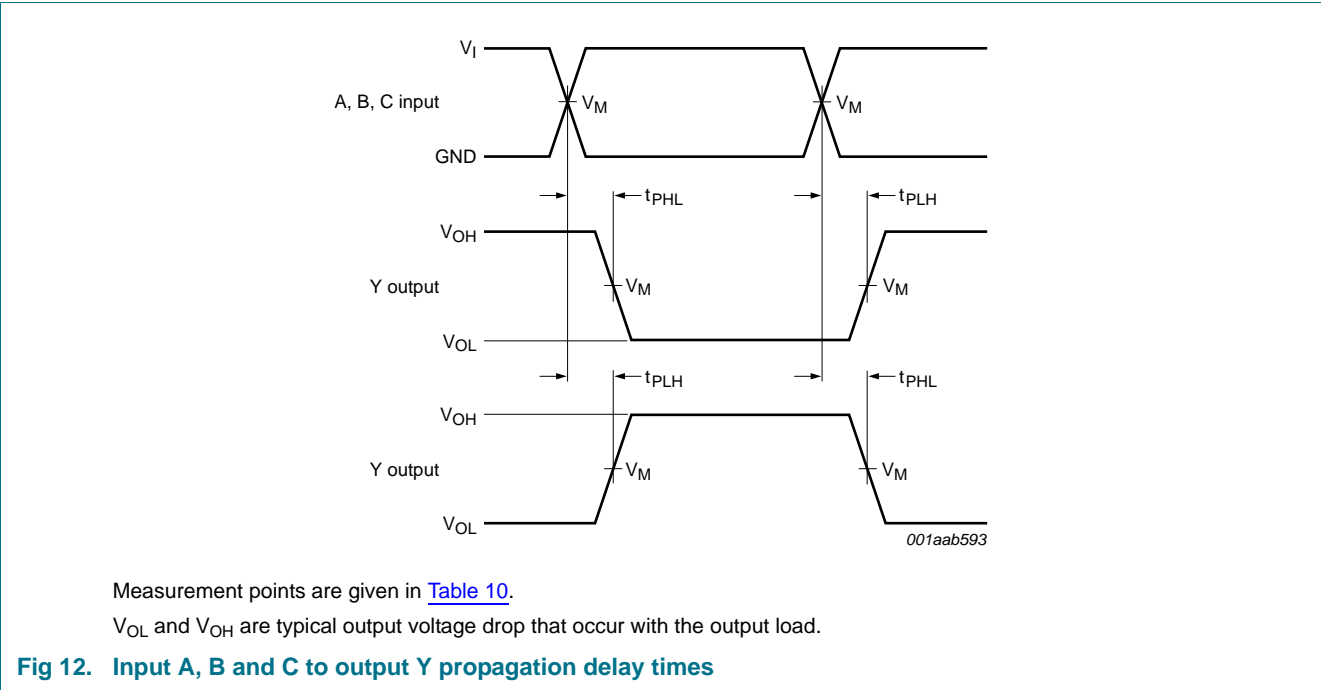 VI
A, B, C input
VM
VM
GND
tPHL
tPLH
VOH
Y output
VM
VM
VOL
tPLH
tPHL
VOH
Y output
VM
VM
VOL
001aab593
Measurement points are given in Table 10.
VOL and VOH are typical output voltage drop that occur with the output load.
Fig 12. Input A, B and C to output Y propagation delay times